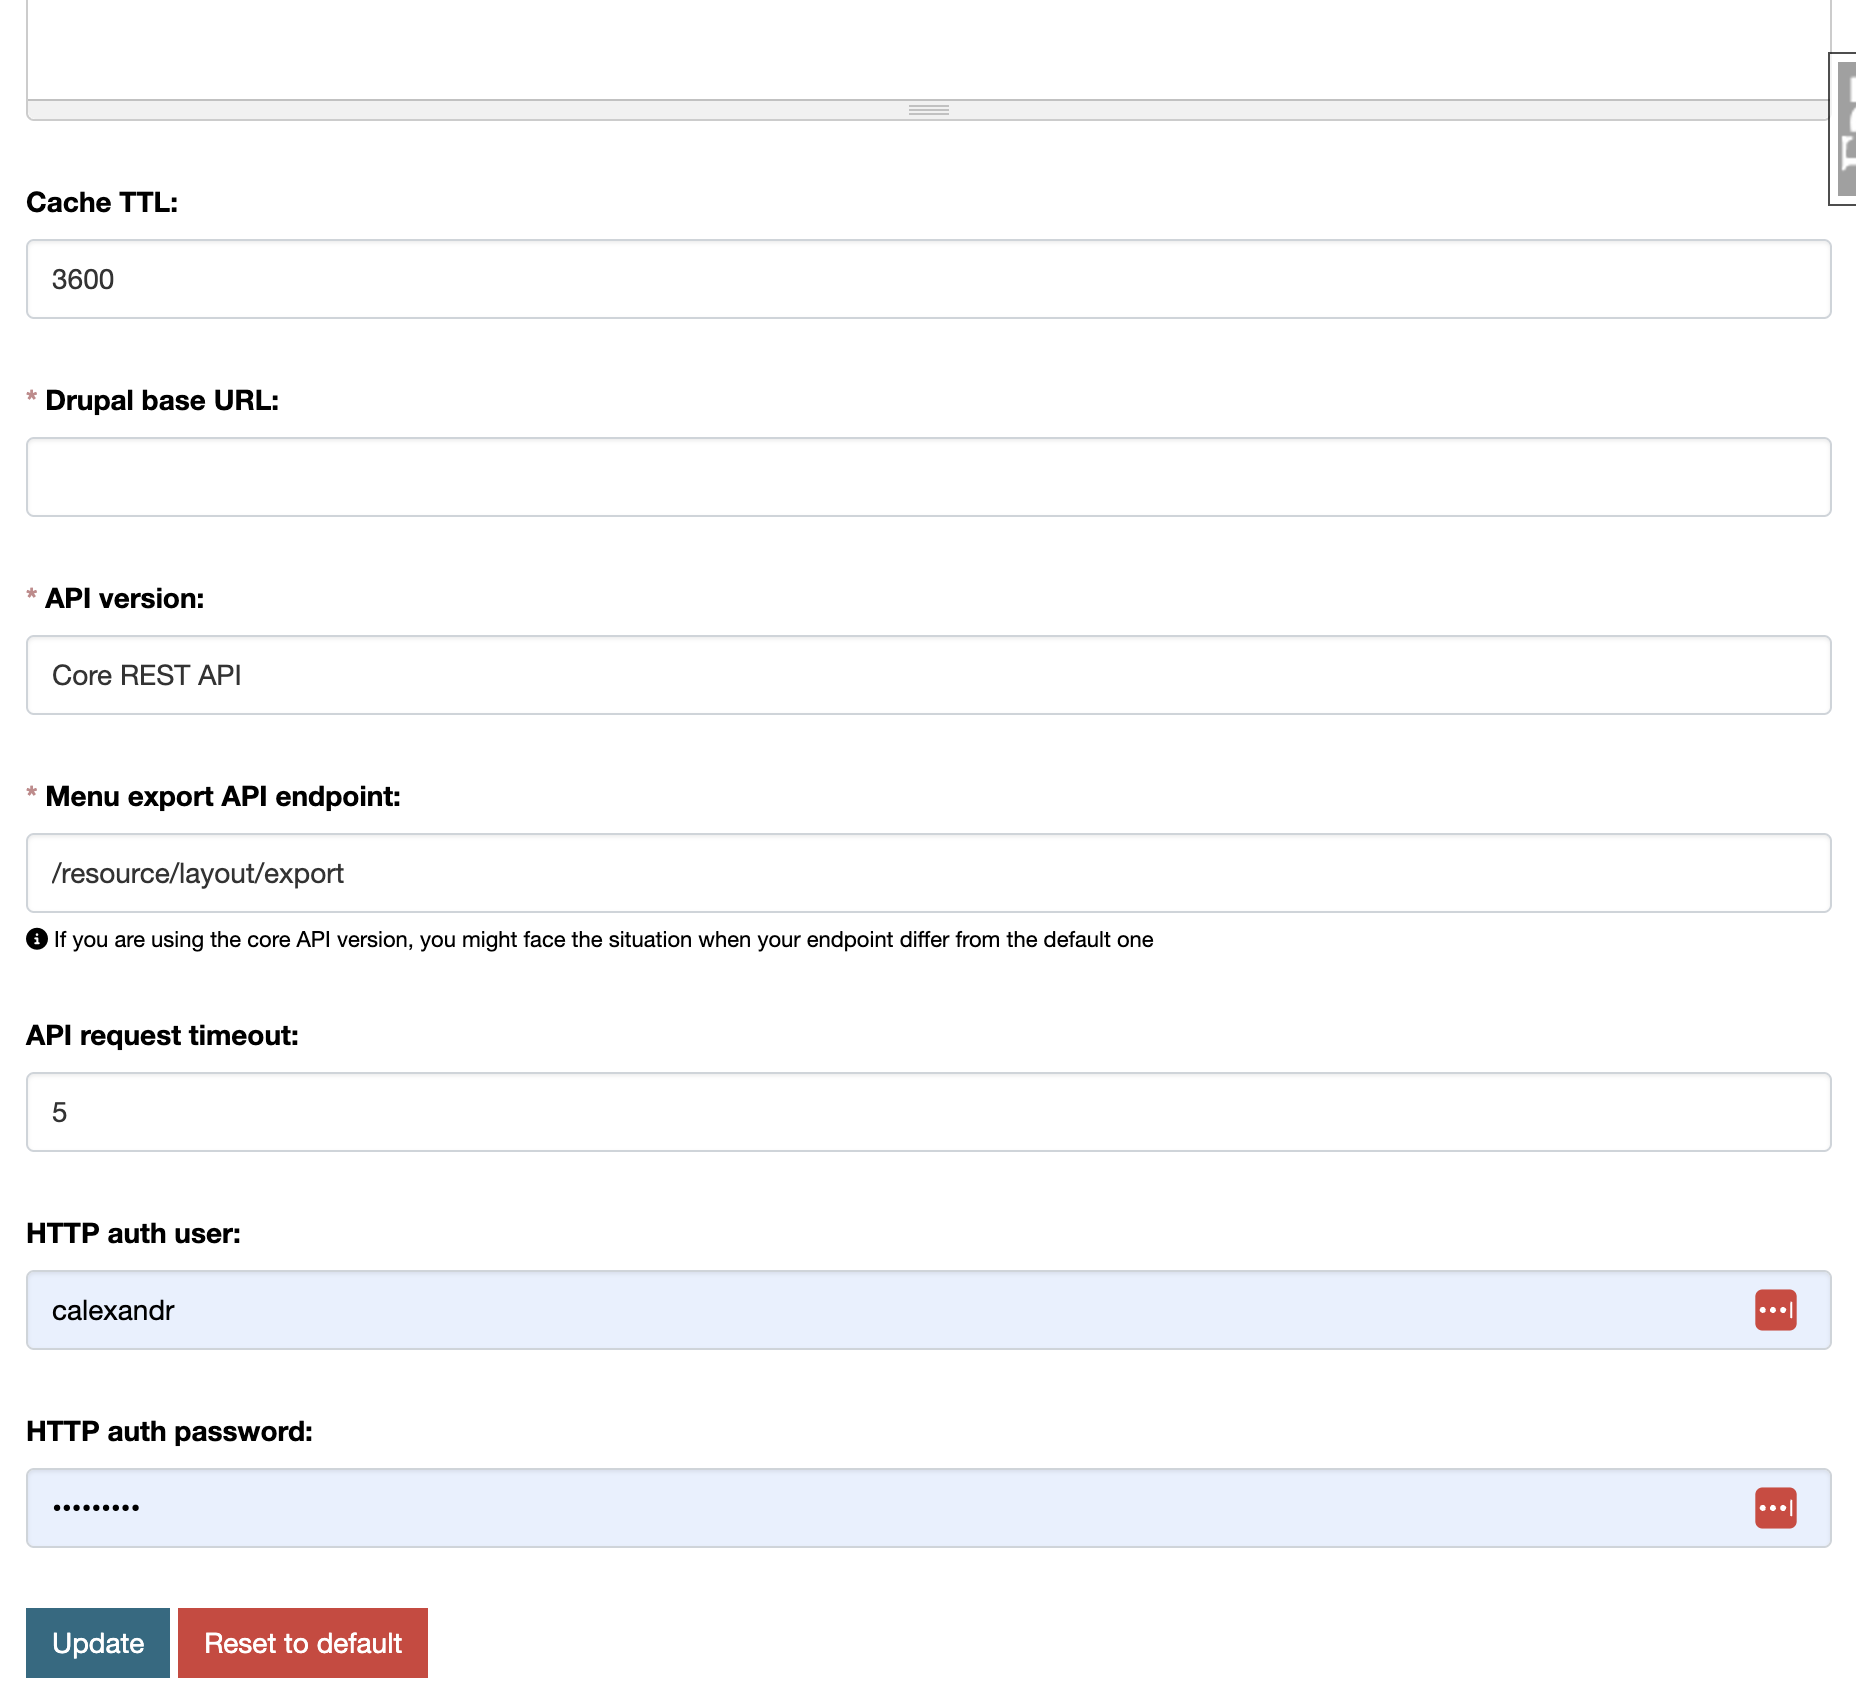 Cache TTL:
3600
* Drupal base URL:
* API version:
Core REST API
* Menu export API endpoint:
/resource/layout/export
If you are using the core API version, you might face the situation when your endpoint differ from the default one
API request timeout:
5
HTTP auth user:
calexandr
HTTP auth password:
•••••••••
Update
Reset to default